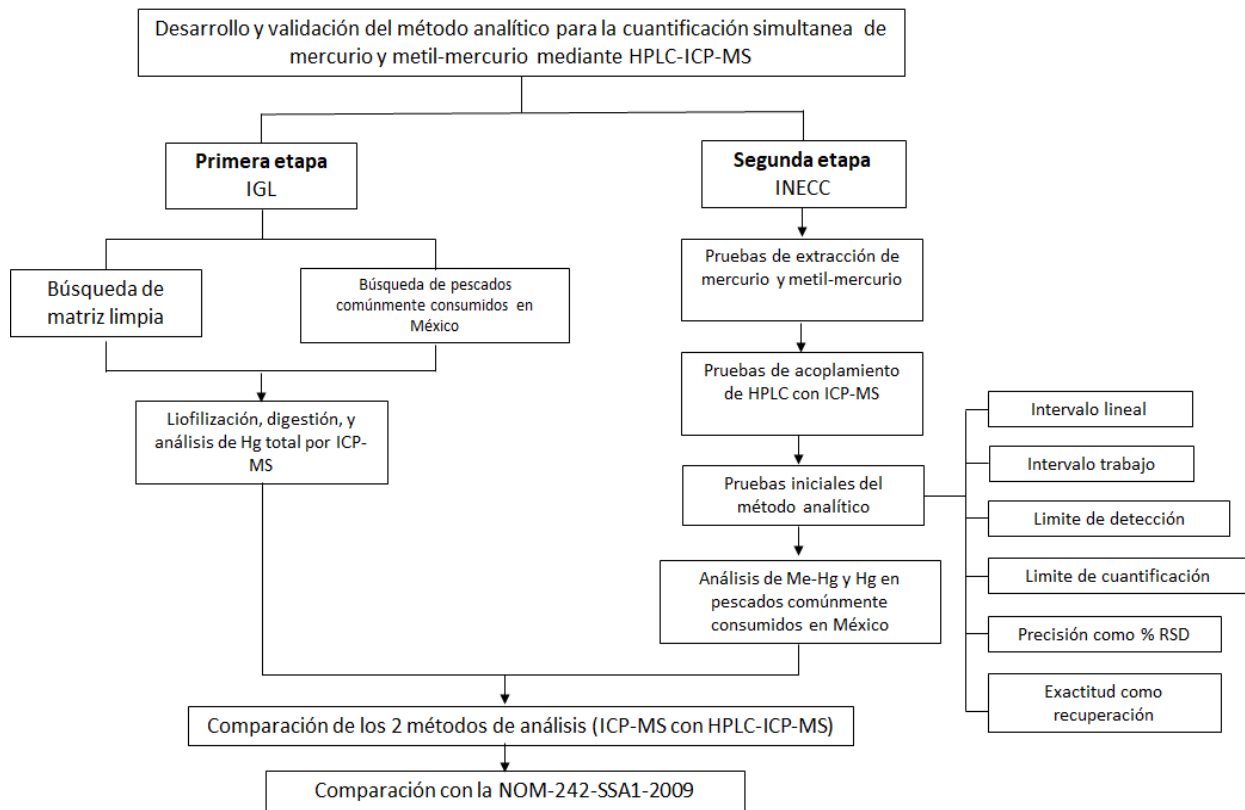 Desarrollo y validación del método analítico para la cuantificación simultanea de
mercurio y metil-mercurio mediante HPLC-ICP-MS
Primera etapa
IGL
Segunda etapa
INECC
Búsqueda de
matriz limpia
Búsqueda de pescados
comúnmente consumidos en
México
Liofilización, digestión, y
análisis de Hg total por ICP-
MS
Pruebas de extracción de
mercurio y metil-mercurio
Pruebas de acoplamiento
de HPLC con ICP-MS
Pruebas iniciales del
método analítico
Intervalo lineal
Intervalo trabajo
Limite de detección
Limite de cuantificación
Precisión como % RSD
Exactitud como
recuperación
Análisis de Me-Hg y Hg en
pescados comúnmente
consumidos en México
Comparación de los 2 métodos de análisis (ICP-MS con HPLC-ICP-MS)
Comparación con la NOM-242-SSA1-2009